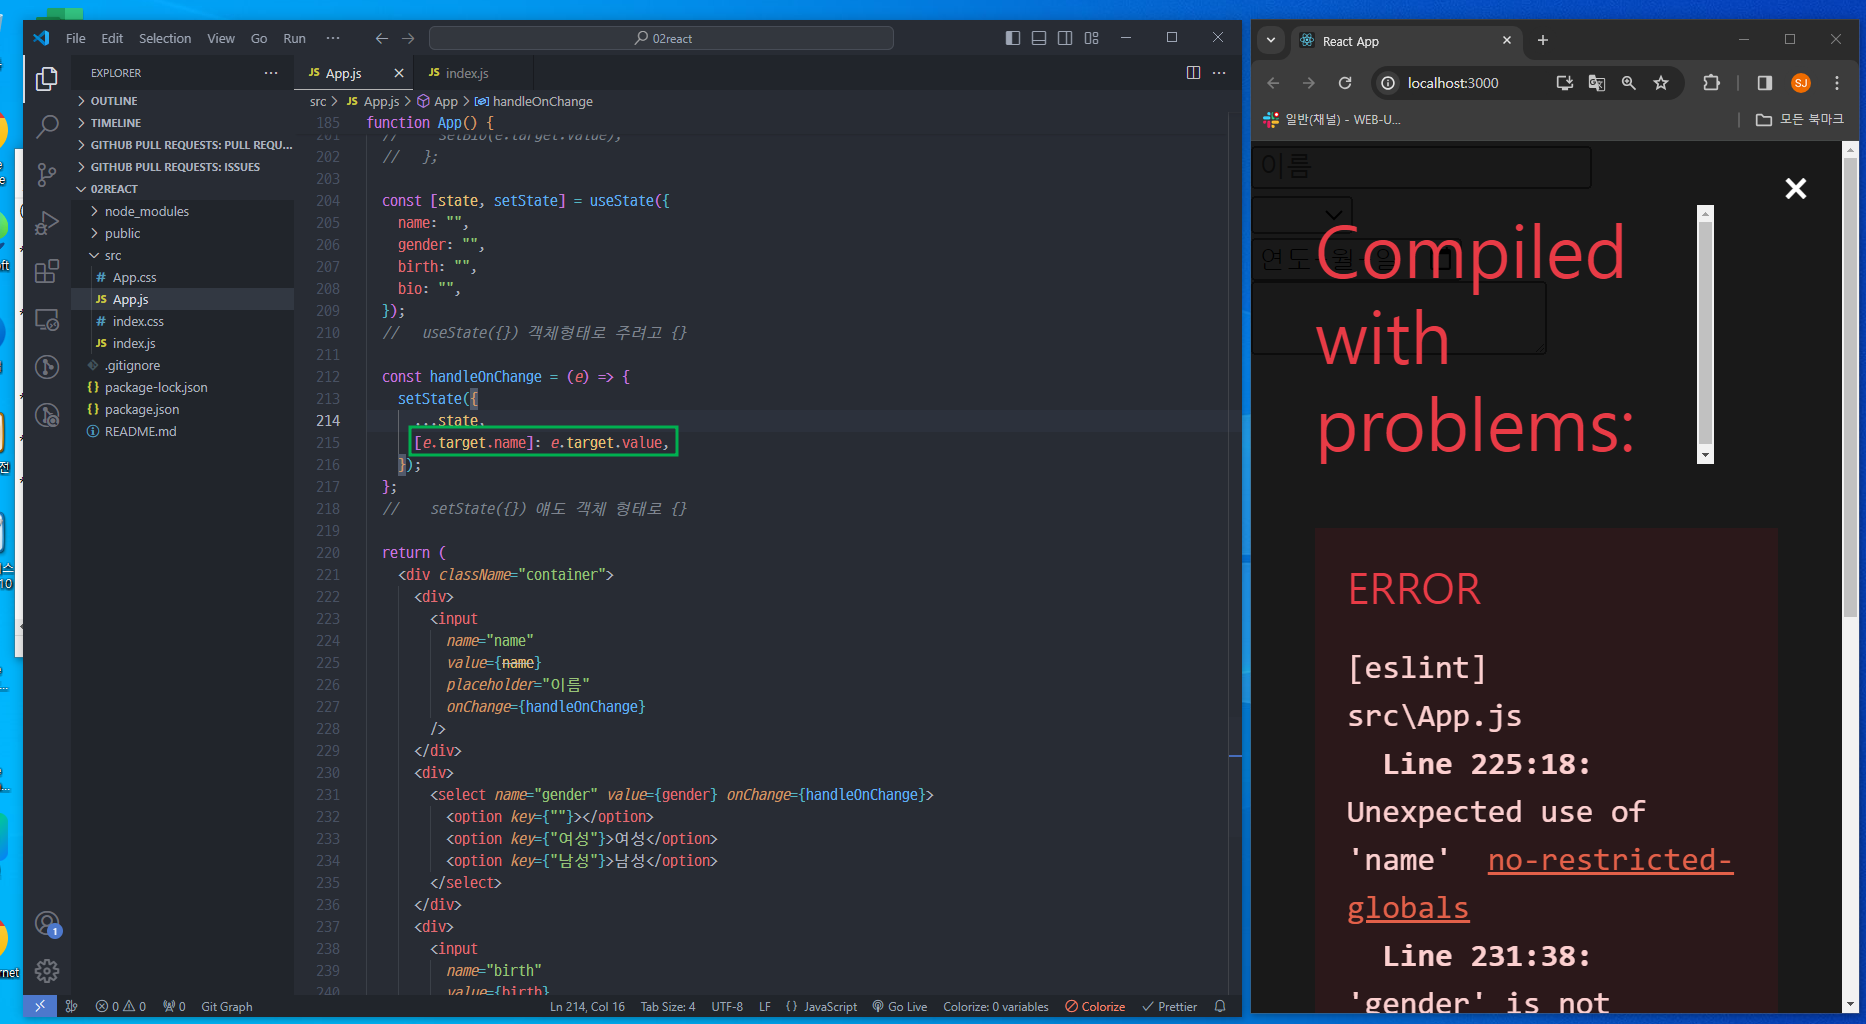 File Edit Selection View Go Run ··· 02react
EXPLORER ···
OUTLINE
TIMELINE
GITHUB PULL REQUESTS: PULL REQU...
GITHUB PULL REQUESTS: ISSUES
02REACT
node_modules
public
src
# App.css
JS App.js
# index.css
JS index.js
.gitignore
{} package-lock.json
{} package.json
README.md
1
JS App.js JS index.js ···
src > JS App.js > App > handleOnChange
185 function App() {
201 // setBio(e.target.value);
202 // };
203
204 const [state, setState] = useState({
205 name: "",
206 gender: "",
207 birth: "",
208 bio: "",
209 });
210 // useState({}) 객체형태로 주려고 {}
211
212 const handleOnChange = (e) => {
213 setState({
214 ...state,
215 [e.target.name]: e.target.value,
216 });
217 };
218 // setState({}) 얘도 객체 형태로 {}
219
220 return (
221 <div className="container">
222 <div>
223 <input
224 name="name"
225 value={name}
226 placeholder="이름"
227 onChange={handleOnChange}
228 />
229 </div>
230 <div>
231 <select name="gender" value={gender} onChange={handleOnChange}>
232 <option key={""}></option>
233 <option key={"여성"}>여성</option>
234 <option key={"남성"}>남성</option>
235 </select>
236 </div>
237 <div>
238 <input
239 name="birth"
240 value={birth}
0 0 0 Git Graph Ln 214, Col 16 Tab Size: 4 UTF-8 LF {} JavaScript Go Live Colorize: 0 variables Colorize Prettier
React App
localhost:3000 SJ
일반(채널) - WEB-U... 모든 북마크
이름
연도-월-일
Compiled
with
problems:
ERROR
[eslint]
src\App.js
Line 225:18:
Unexpected use of
'name' no-restricted-
globals
Line 231:38:
'gender' is not